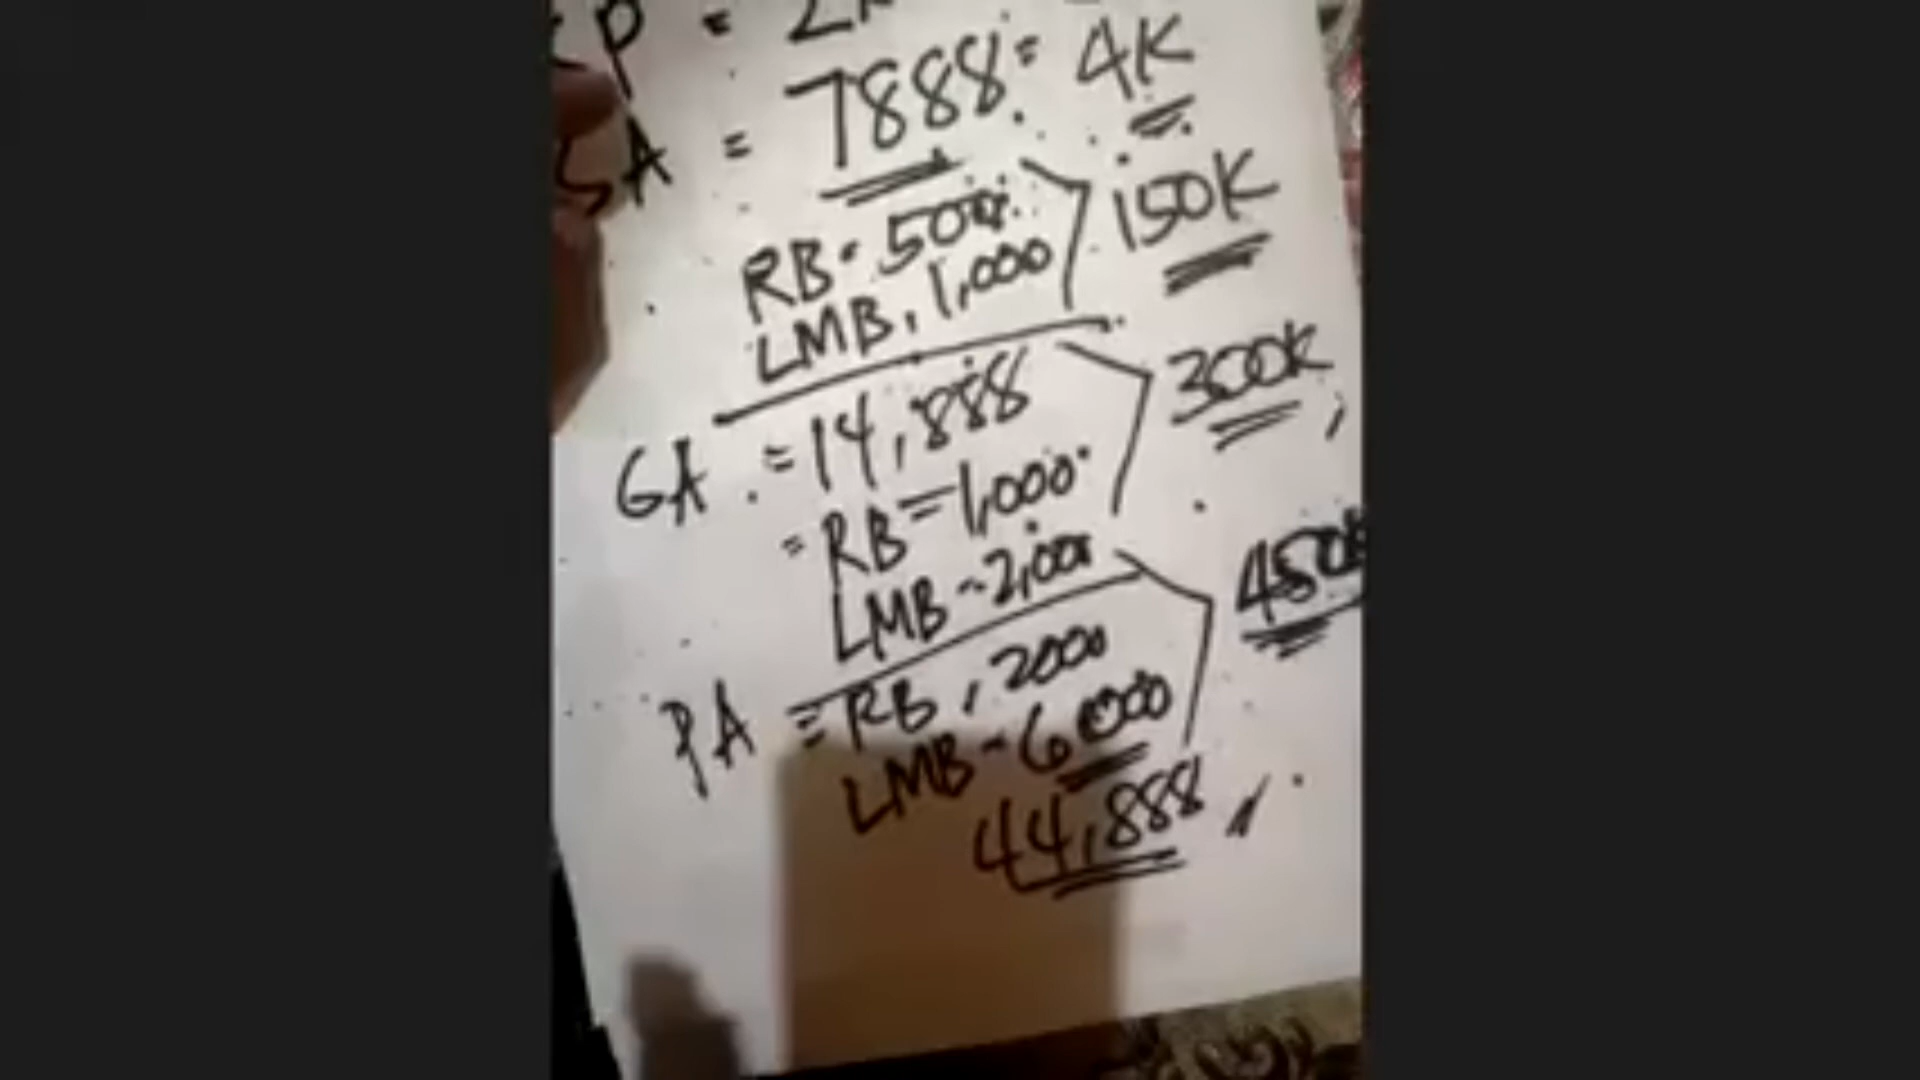 = 4K
SA = 7888.
RB - 500 150K
LMB, 1,000
GA = 14,888 300K
= RB = 1,000
LMB - 2,000 450K
PA = RB, 2000
LMB - 6000
44,888